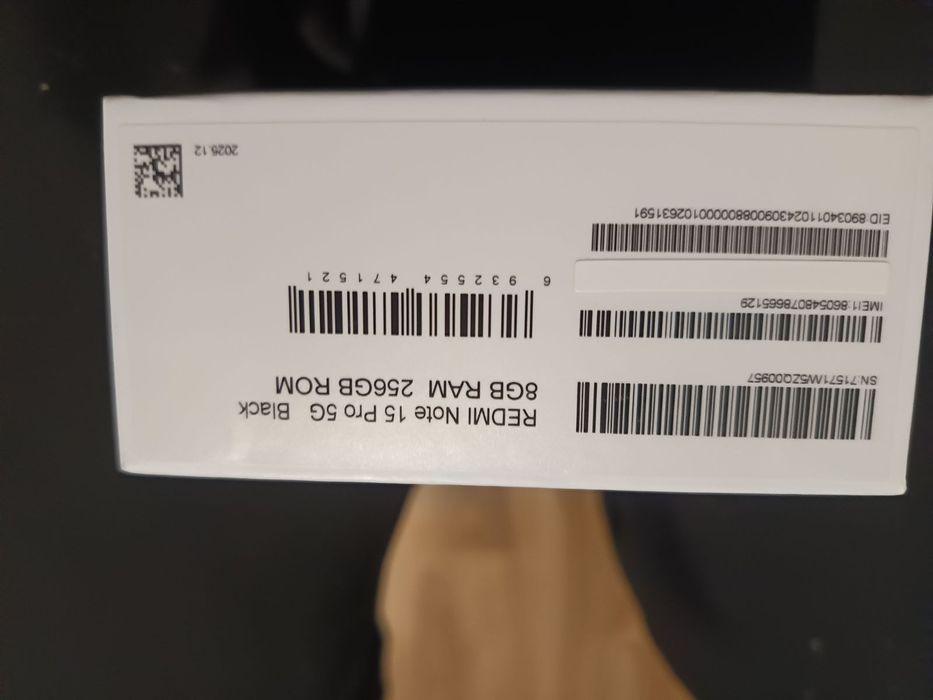 REDMI Note 15 Pro 5G Black
8GB RAM 256GB ROM
6 932554 471521
SN:71571/W5ZQ00957
IMEI1:860548078665129
EID 89034011024309008800000102631591
2025.12